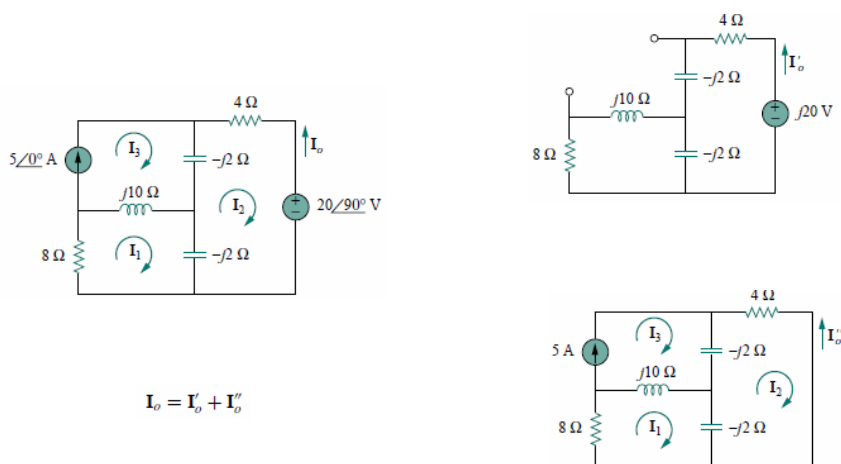 4 Ω
I₃
5∠0° A
−j2 Ω
Iₒ
j10 Ω
I₂
20∠90° V
8 Ω
I₁
−j2 Ω
Iₒ = I′ₒ + I″ₒ
4 Ω
I′ₒ
−j2 Ω
j10 Ω
j20 V
8 Ω
−j2 Ω
4 Ω
I₃
I″ₒ
5 A
−j2 Ω
j10 Ω
I₂
8 Ω
I₁
−j2 Ω